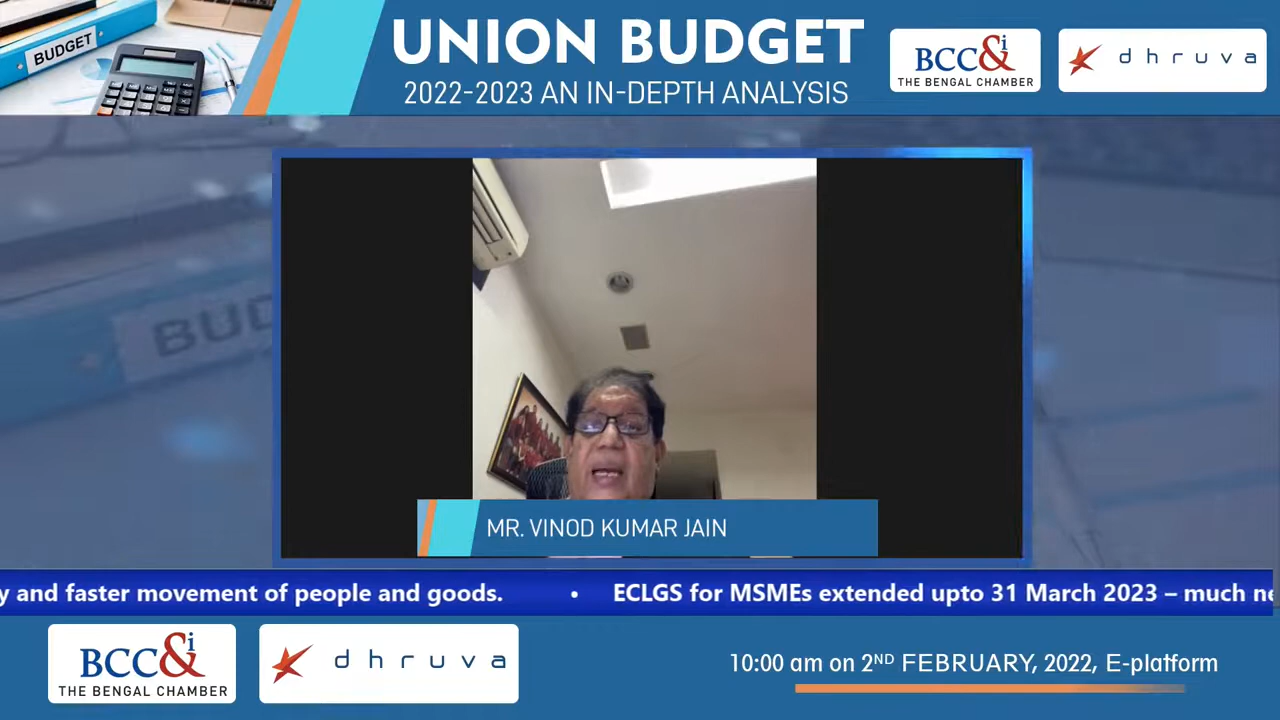 BUDGET
UNION BUDGET
2022-2023 AN IN-DEPTH ANALYSIS
BCC&i
THE BENGAL CHAMBER
dhruva
BUD
MR. VINOD KUMAR JAIN
y and faster movement of people and goods. • ECLGS for MSMEs extended upto 31 March 2023 – much ne
BCC&i
THE BENGAL CHAMBER
dhruva
10:00 am on 2ND FEBRUARY, 2022, E-platform